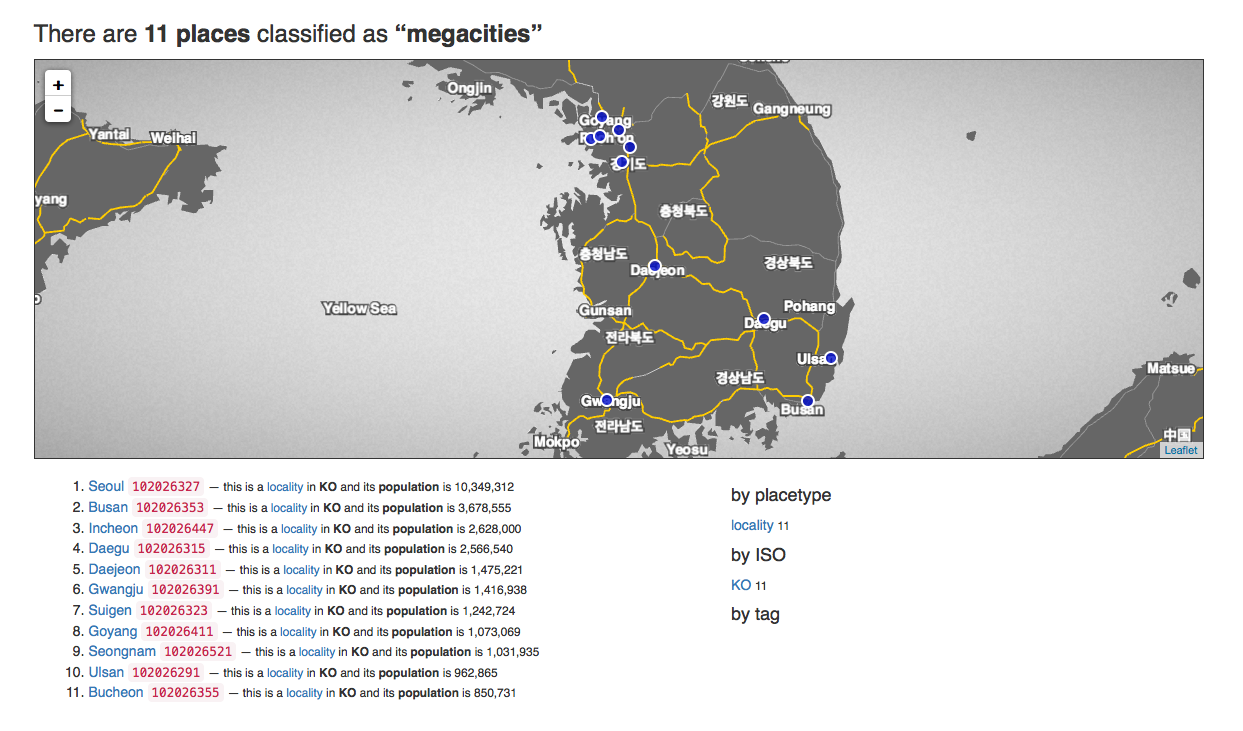 There are 11 places classified as “megacities”
+
−
Ongjin
강원도
Gangneung
Goyang
Yantai
Weihai
yang
충청북도
충청남도
Daejeon
경상북도
Yellow Sea
Gunsan
Pohang
Daegu
전라북도
Ulsan
Matsue
경상남도
Gwangju
Busan
전라남도
Mokpo
Yeosu
中国
Leaflet
1. Seoul 102026327 — this is a locality in KO and its population is 10,349,312
2. Busan 102026353 — this is a locality in KO and its population is 3,678,555
3. Incheon 102026447 — this is a locality in KO and its population is 2,628,000
4. Daegu 102026315 — this is a locality in KO and its population is 2,566,540
5. Daejeon 102026311 — this is a locality in KO and its population is 1,475,221
6. Gwangju 102026391 — this is a locality in KO and its population is 1,416,938
7. Suigen 102026323 — this is a locality in KO and its population is 1,242,724
8. Goyang 102026411 — this is a locality in KO and its population is 1,073,069
9. Seongnam 102026521 — this is a locality in KO and its population is 1,031,935
10. Ulsan 102026291 — this is a locality in KO and its population is 962,865
11. Bucheon 102026355 — this is a locality in KO and its population is 850,731
by placetype
locality 11
by ISO
KO 11
by tag